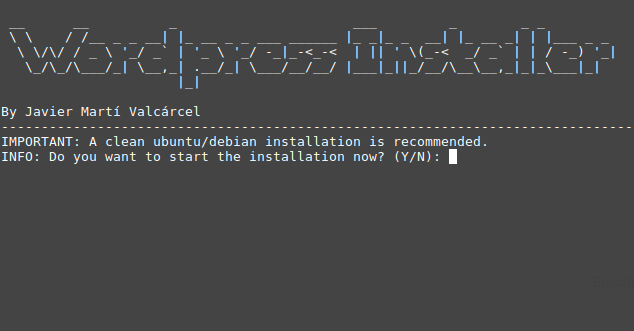 Wordpress Installer
By Javier Martí Valcárcel
--------------------------------------------------------------------------------
IMPORTANT: A clean ubuntu/debian installation is recommended.
INFO: Do you want to start the installation now? (Y/N):